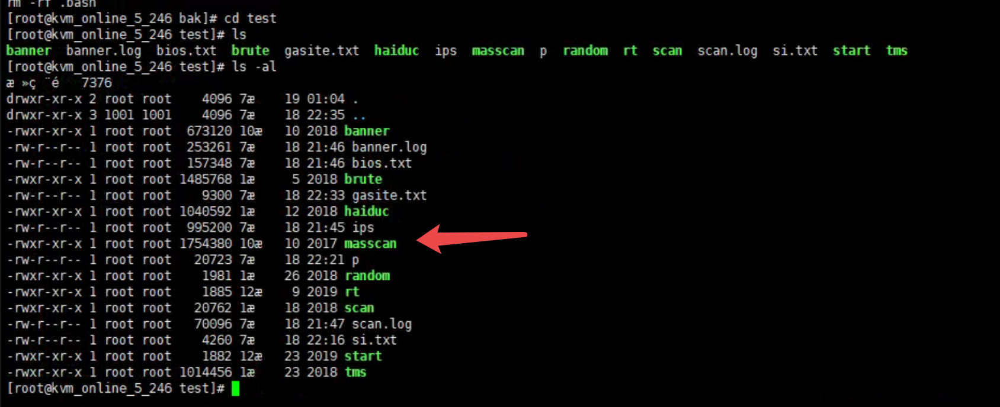 rm -rf .bash
[root@kvm_online_5_246 bak]# cd test
[root@kvm_online_5_246 test]# ls
banner banner.log bios.txt brute gasite.txt haiduc ips masscan p random rt scan scan.log si.txt start tms
[root@kvm_online_5_246 test]# ls -al
æ »ç ¨é 7376
drwxr-xr-x 2 root root 4096 7æ 19 01:04 .
drwxr-xr-x 3 1001 1001 4096 7æ 18 22:35 ..
-rwxr-xr-x 1 root root 673120 10æ 10 2018 banner
-rw-r--r-- 1 root root 253261 7æ 18 21:46 banner.log
-rw-r--r-- 1 root root 157348 7æ 18 21:46 bios.txt
-rwxr-xr-x 1 root root 1485768 1æ 5 2018 brute
-rw-r--r-- 1 root root 9300 7æ 18 22:33 gasite.txt
-rwxr-xr-x 1 root root 1040592 1æ 12 2018 haiduc
-rw-r--r-- 1 root root 995200 7æ 18 21:45 ips
-rwxr-xr-x 1 root root 1754380 10æ 10 2017 masscan
-rw-r--r-- 1 root root 20723 7æ 18 22:21 p
-rwxr-xr-x 1 root root 1981 1æ 26 2018 random
-rwxr-xr-x 1 root root 1885 12æ 9 2019 rt
-rwxr-xr-x 1 root root 20762 1æ 18 2018 scan
-rw-r--r-- 1 root root 70096 7æ 18 21:47 scan.log
-rw-r--r-- 1 root root 4260 7æ 18 22:16 si.txt
-rwxr-xr-x 1 root root 1882 12æ 23 2019 start
-rwxr-xr-x 1 root root 1014456 1æ 23 2018 tms
[root@kvm_online_5_246 test]#